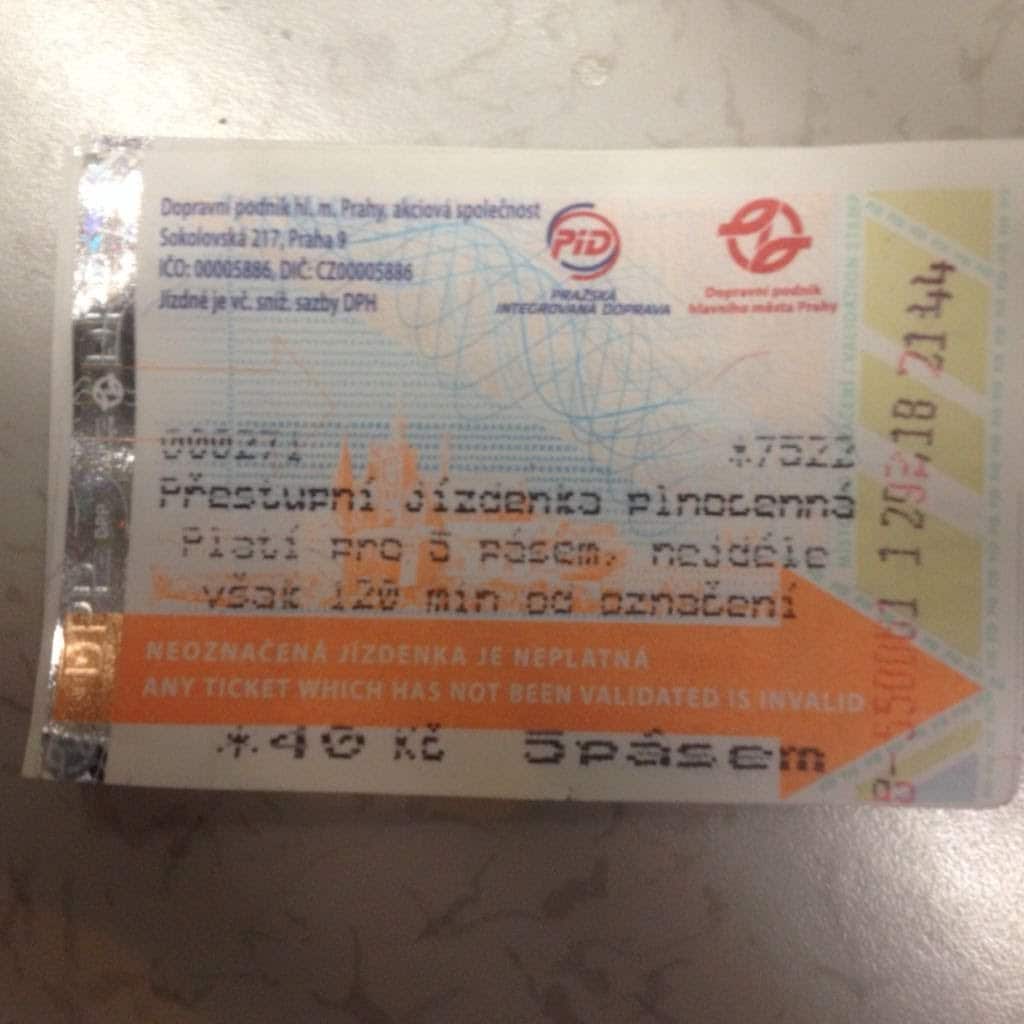 Dopravní podnik hl. m. Prahy, akciová společnost
Sokolovská 217, Praha 9
IČO: 00005886, DIČ: CZ00005886
Jízdné je vč. sníž. sazby DPH
PiD
PRAŽSKÁ
INTEGROVANÁ DOPRAVA
Dopravní podnik
hlavního města Prahy
000271
Přestupní jízdenka plnocenná
Platí pro 5 pásem, nejdéle
však 120 min od označení
NEOZNAČENÁ JÍZDENKA JE NEPLATNÁ
ANY TICKET WHICH HAS NOT BEEN VALIDATED IS INVALID
*40 Kč 5pásem
2144